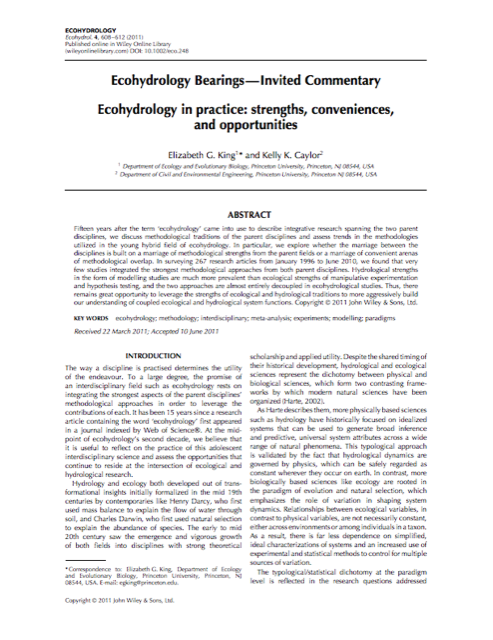 ECOHYDROLOGY
Ecohydrol. 4, 608–612 (2011)
Published online in Wiley Online Library
(wileyonlinelibrary.com) DOI: 10.1002/eco.248
Ecohydrology Bearings—Invited Commentary
Ecohydrology in practice: strengths, conveniences,
and opportunities
Elizabeth G. King1* and Kelly K. Caylor2
1 Department of Ecology and Evolutionary Biology, Princeton University, Princeton, NJ 08544, USA
2 Department of Civil and Environmental Engineering, Princeton University, Princeton, NJ 08544, USA
ABSTRACT
Fifteen years after the term 'ecohydrology' came into use to describe integrative research spanning the two parent
disciplines, we discuss methodological traditions of the parent disciplines and assess trends in the methodologies
utilized in the young hybrid field of ecohydrology. In particular, we explore whether the marriage between the
disciplines is built on a marriage of methodological strengths from the parent fields or a marriage of convenient arenas
of methodological overlap. In surveying 267 research articles from January 1996 to June 2010, we found that very
few studies integrated the strongest methodological approaches from both parent disciplines. Hydrological strengths
in the form of modelling studies are much more prevalent than ecological strengths of manipulative experimentation
and hypothesis testing, and the two approaches are almost entirely decoupled in ecohydrological studies. Thus, there
remains great opportunity to leverage the strengths of ecological and hydrological traditions to more aggressively build
our understanding of coupled ecological and hydrological system functions. Copyright © 2011 John Wiley & Sons, Ltd.
KEY WORDS ecohydrology; methodology; interdisciplinary; meta-analysis; experiments; modelling; paradigms
Received 22 March 2011; Accepted 10 June 2011
INTRODUCTION
The way a discipline is practised determines the utility
of the endeavour. To a large degree, the promise of
an interdisciplinary field such as ecohydrology rests on
integrating the strongest aspects of the parent disciplines'
methodological approaches in order to leverage the
contributions of each. It has been 15 years since a research
article containing the word 'ecohydrology' first appeared
in a journal indexed by Web of Science®. At the mid-
point of ecohydrology's second decade, we believe that
it is useful to reflect on the practice of this adolescent
interdisciplinary science and assess the opportunities that
continue to reside at the intersection of ecological and
hydrological research.
Hydrology and ecology both developed out of trans-
formational insights initially formalized in the mid 19th
centuries by contemporaries like Henry Darcy, who first
used mass balance to explain the flow of water through
soil, and Charles Darwin, who first used natural selection
to explain the abundance of species. The early to mid
20th century saw the emergence and vigorous growth
of both fields into disciplines with strong theoretical
*Correspondence to: Elizabeth G. King, Department of Ecology
and Evolutionary Biology, Princeton University, Princeton, NJ
08544, USA. E-mail: egking@princeton.edu.
scholarship and applied utility. Despite the shared timing of
their historical development, hydrological and ecological
sciences represent the dichotomy between physical and
biological sciences, which form two contrasting frame-
works by which modern natural sciences have been
organized (Harte, 2002).
As Harte describes them, more physically based sciences
such as hydrology have historically focused on idealized
systems that can be used to generate broad inference
and predictive, universal system attributes across a wide
range of natural phenomena. This typological approach
is validated by the fact that hydrological dynamics are
governed by physics, which can be safely regarded as
constant wherever they occur on earth. In contrast, more
biologically based sciences like ecology are rooted in
the paradigm of evolution and natural selection, which
emphasizes the role of variation in shaping system
dynamics. Relationships between ecological variables, in
contrast to physical variables, are not necessarily constant,
either across environments or among individuals in a taxon.
As a result, there is far less dependence on simplified,
ideal characterizations of systems and an increased use of
experimental and statistical methods to control for multiple
sources of variation.
The typological/statistical dichotomy at the paradigm
level is reflected in the research questions addressed
Copyright © 2011 John Wiley & Sons, Ltd.